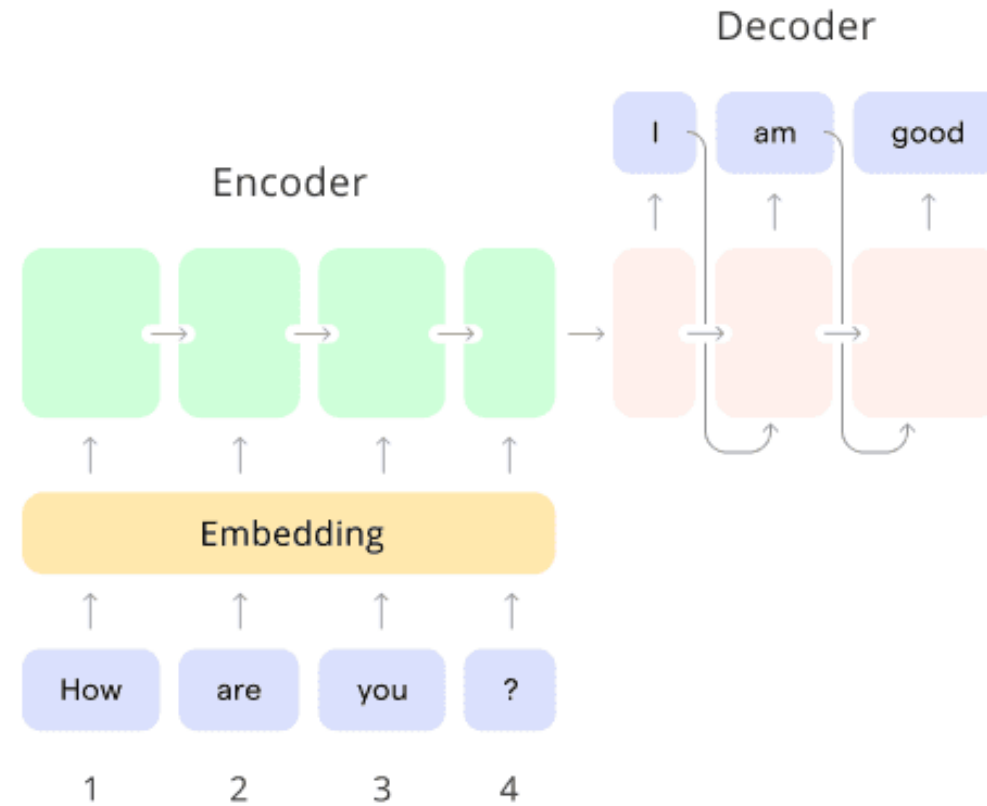 Decoder
I am good
Encoder
Embedding
How are you ?
1 2 3 4